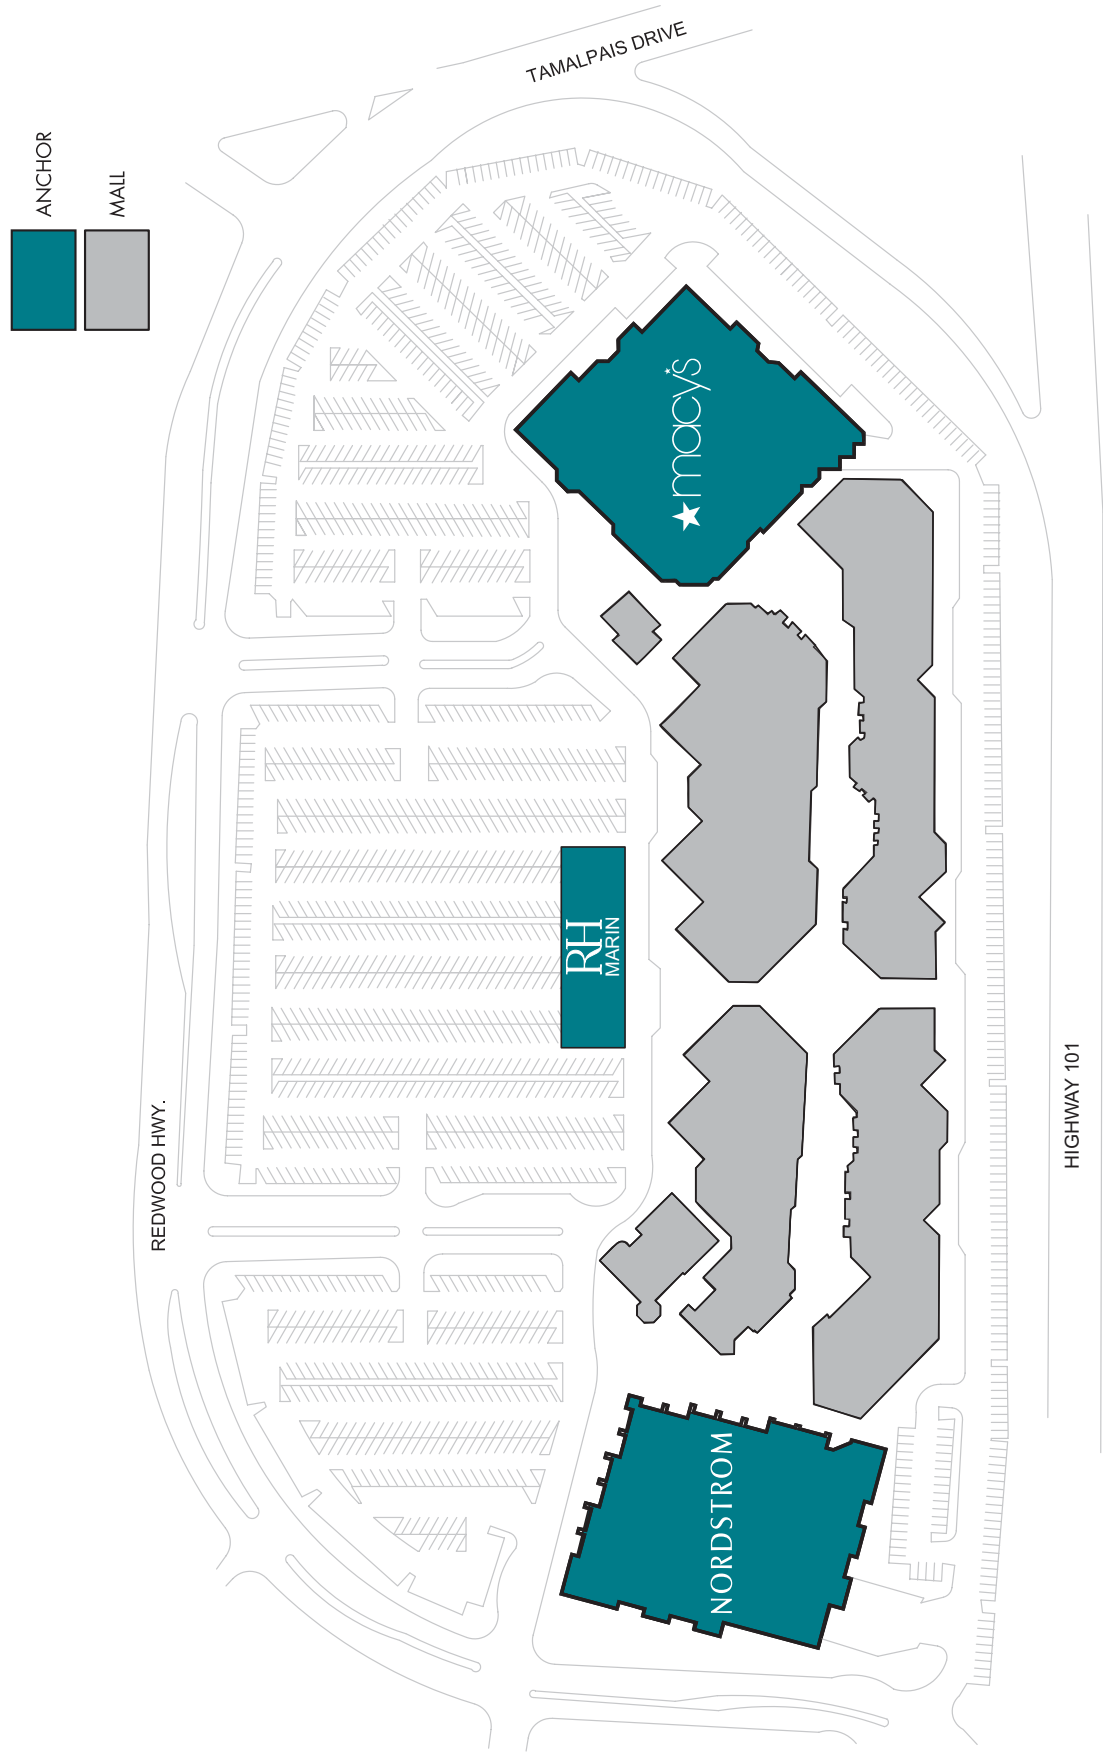 ANCHOR
MALL
TAMALPAIS DRIVE
macy's
RH
MARIN
REDWOOD HWY.
HIGHWAY 101
NORDSTROM